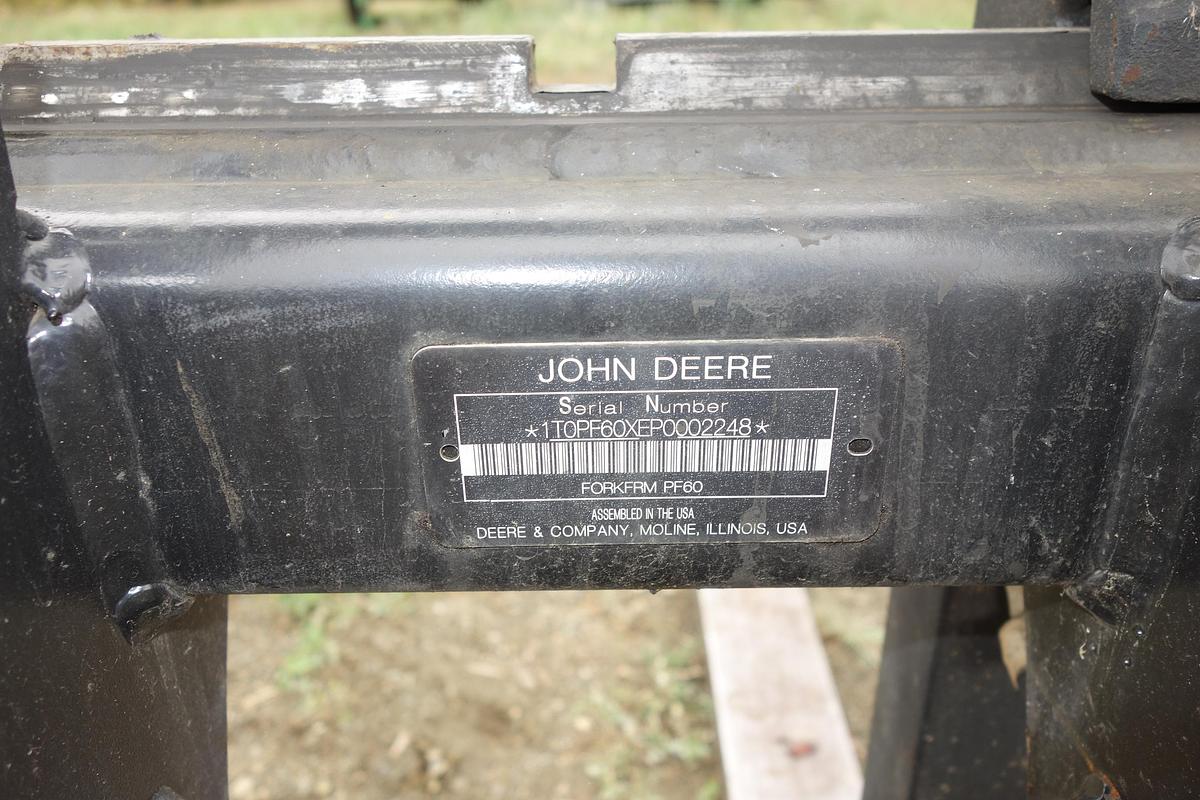 JOHN DEERE
Serial Number
*1T0PF60XEP0002248*
FORKFRM PF60
ASSEMBLED IN THE USA
DEERE & COMPANY, MOLINE, ILLINOIS, USA